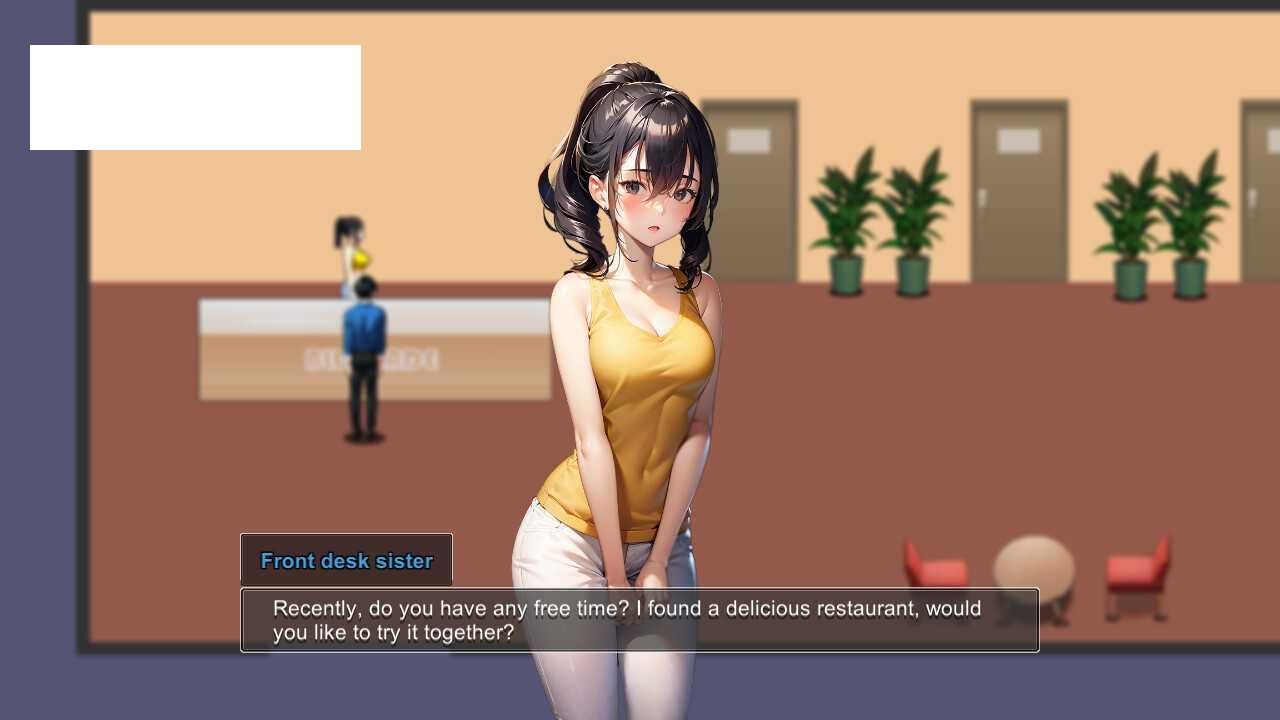 Front desk sister
Recently, do you have any free time? I found a delicious restaurant, would
you like to try it together?